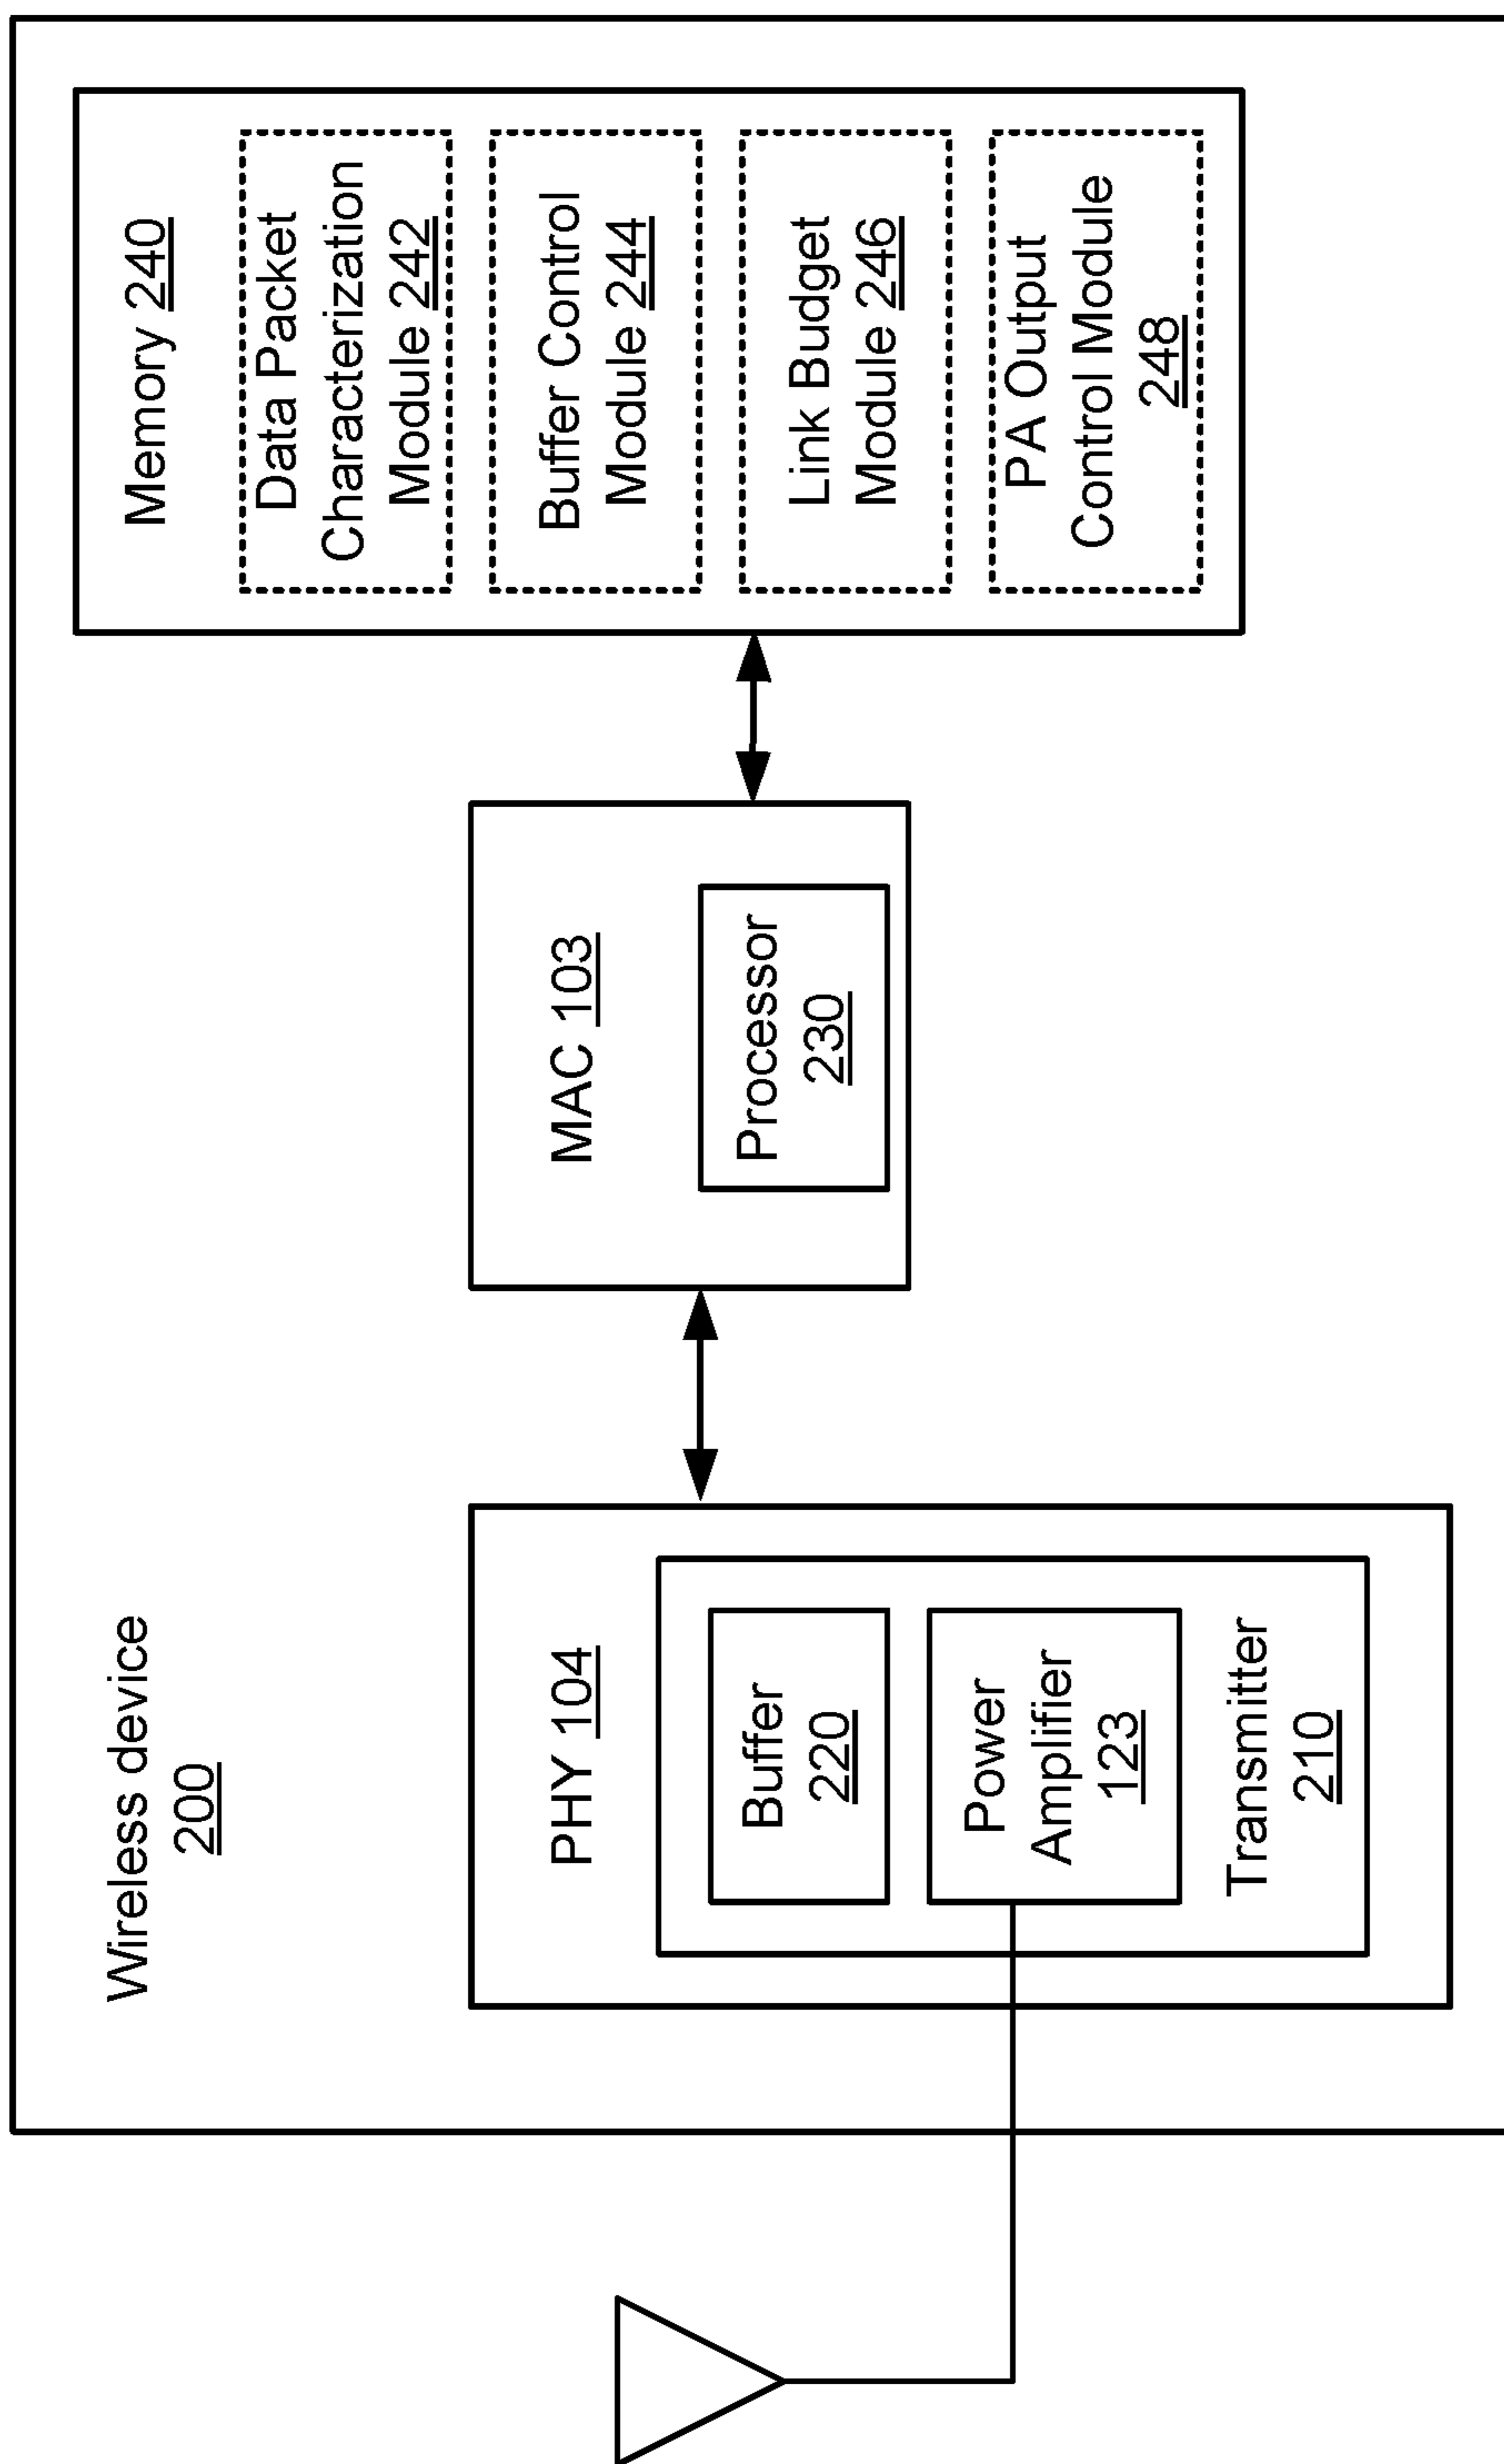 Wireless device
200
PHY 104
Buffer
220
Power
Amplifier
123
Transmitter
210
MAC 103
Processor
230
Memory 240
Data Packet
Characterization
Module 242
Buffer Control
Module 244
Link Budget
Module 246
PA Output
Control Module
248